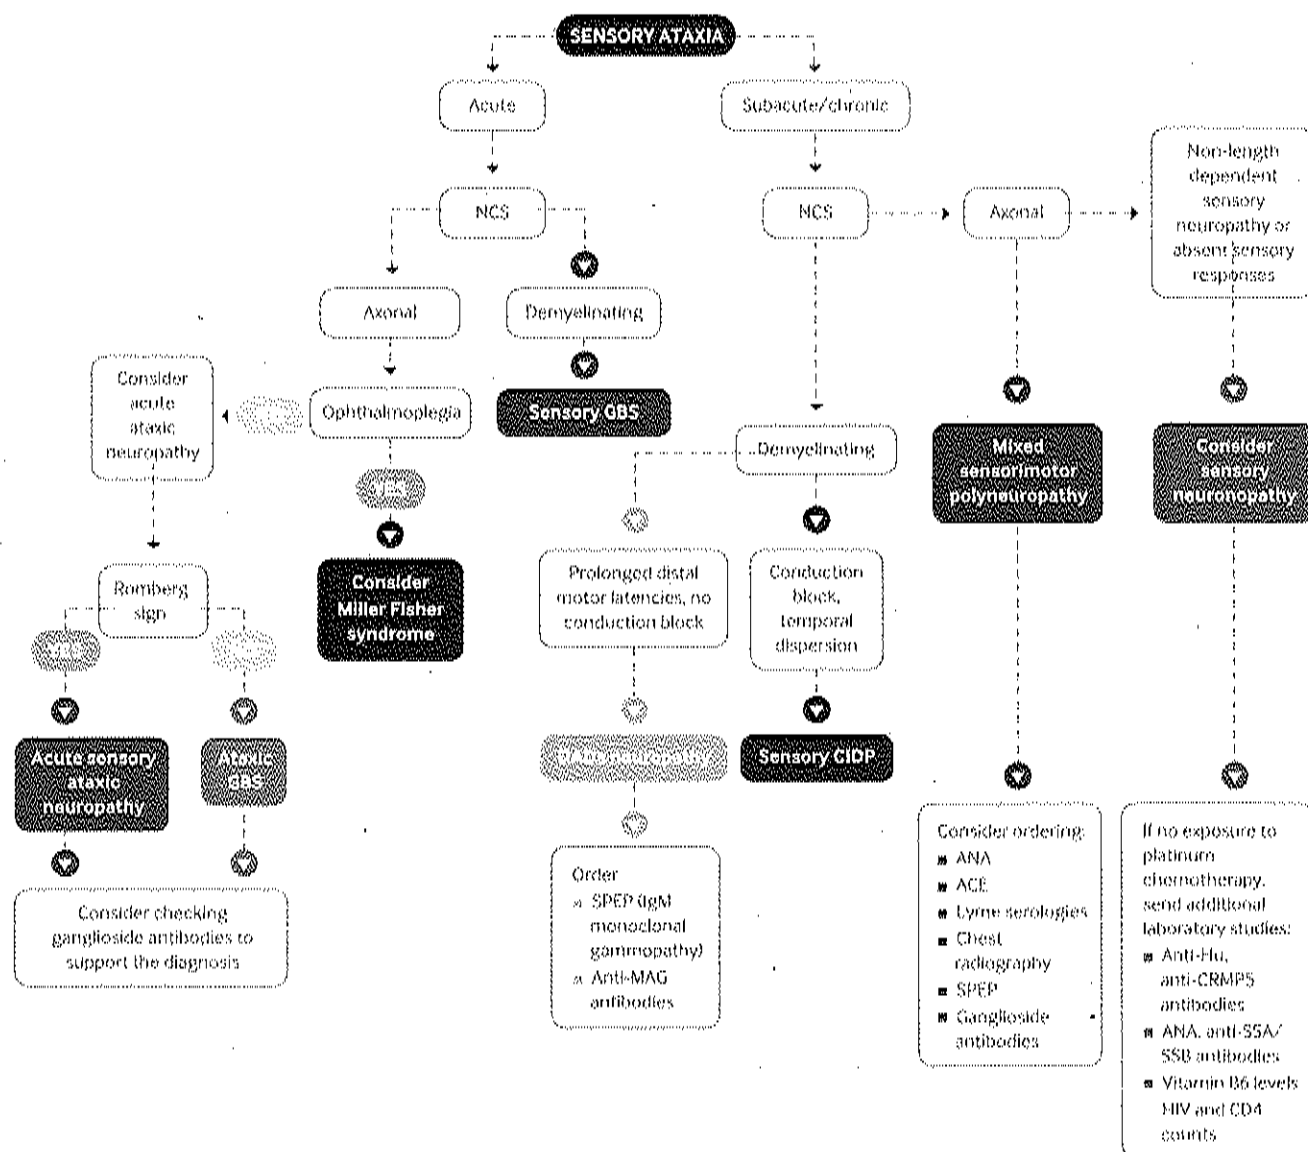 SENSORY ATAXIA
Acute
Subacute/chronic
NCS
NCS
Axonal
Non-length
dependent
sensory
neuropathy or
absent sensory
responses
Axonal
Demyelinating
Consider
acute
ataxic
neuropathy
Ophthalmoplegia
Sensory GBS
Demyelinating
Mixed
sensorimotor
polyneuropathy
Consider
sensory
neuronopathy
YES
Romberg
sign
Consider
Miller Fisher
syndrome
Prolonged distal
motor latencies, no
conduction block
Conduction
block,
temporal
dispersion
YES
Acute sensory
ataxic
neuropathy
Ataxic
GBS
neuropathy
Sensory CIDP
Consider checking
ganglioside antibodies to
support the diagnosis
Order
SPEP (IgM
monoclonal
gammopathy)
Anti-MAG
antibodies
Consider ordering:
ANA
ACE
Lyme serologies
Chest
radiography
SPEP
Ganglioside
antibodies
If no exposure to
platinum
chemotherapy,
send additional
laboratory studies:
Anti-Hu,
anti-CRMP5
antibodies
ANA, anti-SSA/
SSB antibodies
Vitamin B6 levels
HIV and CD4
counts